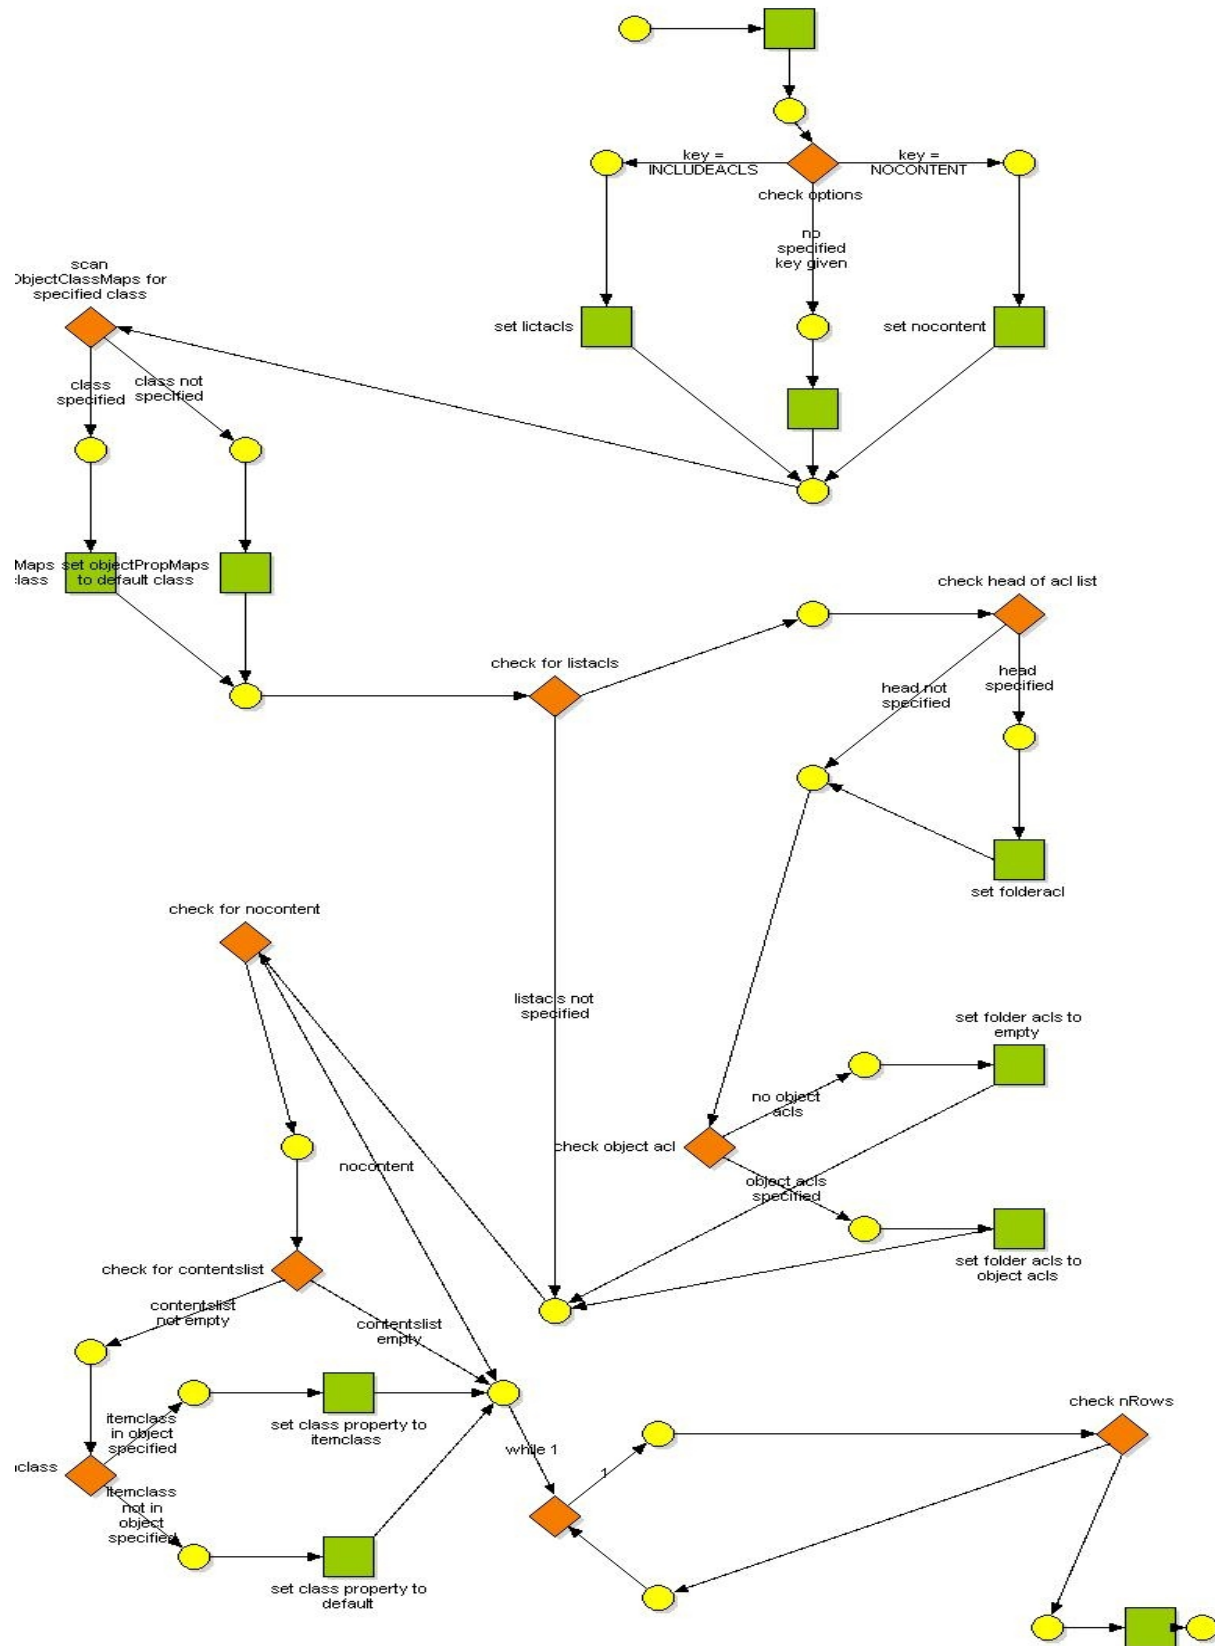 key =
INCLUDEACLS
key =
NOCONTENT
check options
no
specified
key given
scan
ObjectClassMaps for
specified class
set lictacls
set nocontent
class
specified
class not
specified
Maps
class
set objectPropMaps
to default class
check head of acl list
check for listacls
head
specified
head not
specified
set folderacl
check for nocontent
listacls not
specified
set folder acls to
empty
no object
acls
check object acl
object acls
specified
nocontent
set folder acls to
object acls
check for contentslist
contentslist
not empty
contentslist
empty
check nRows
itemclass
in object
specified
set class property to
itemclass
while 1
1
class
itemclass
not in
object
specified
set class property to
default